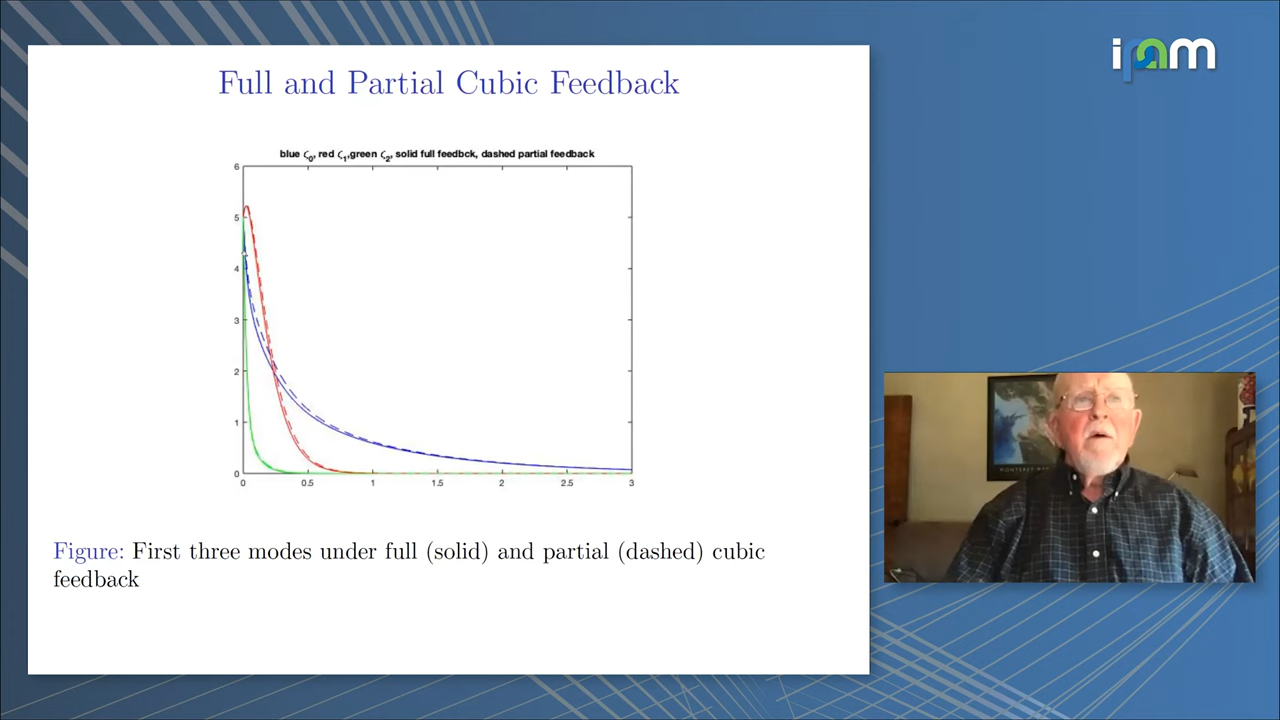 ipam
Full and Partial Cubic Feedback
blue ζ0, red ζ1,green ζ2, solid full feedbck, dashed partial feedback
6
5
4
3
2
1
0
0 0.5 1 1.5 2 2.5 3
Figure: First three modes under full (solid) and partial (dashed) cubic
feedback